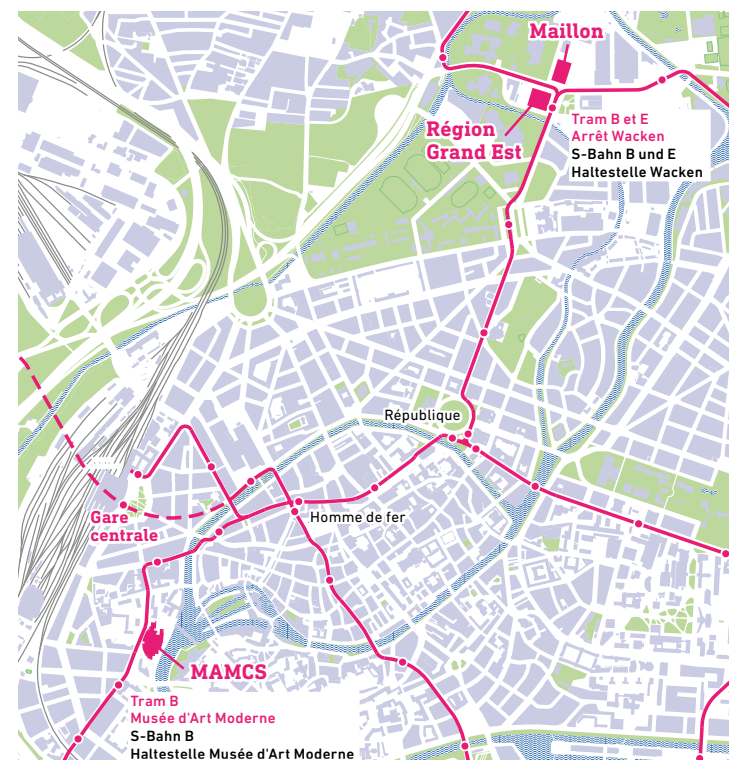 Maillon
Région
Grand Est
Tram B et E
Arrêt Wacken
S-Bahn B und E
Haltestelle Wacken
République
Homme de fer
Gare
centrale
MAMCS
Tram B
Musée d'Art Moderne
S-Bahn B
Haltestelle Musée d'Art Moderne